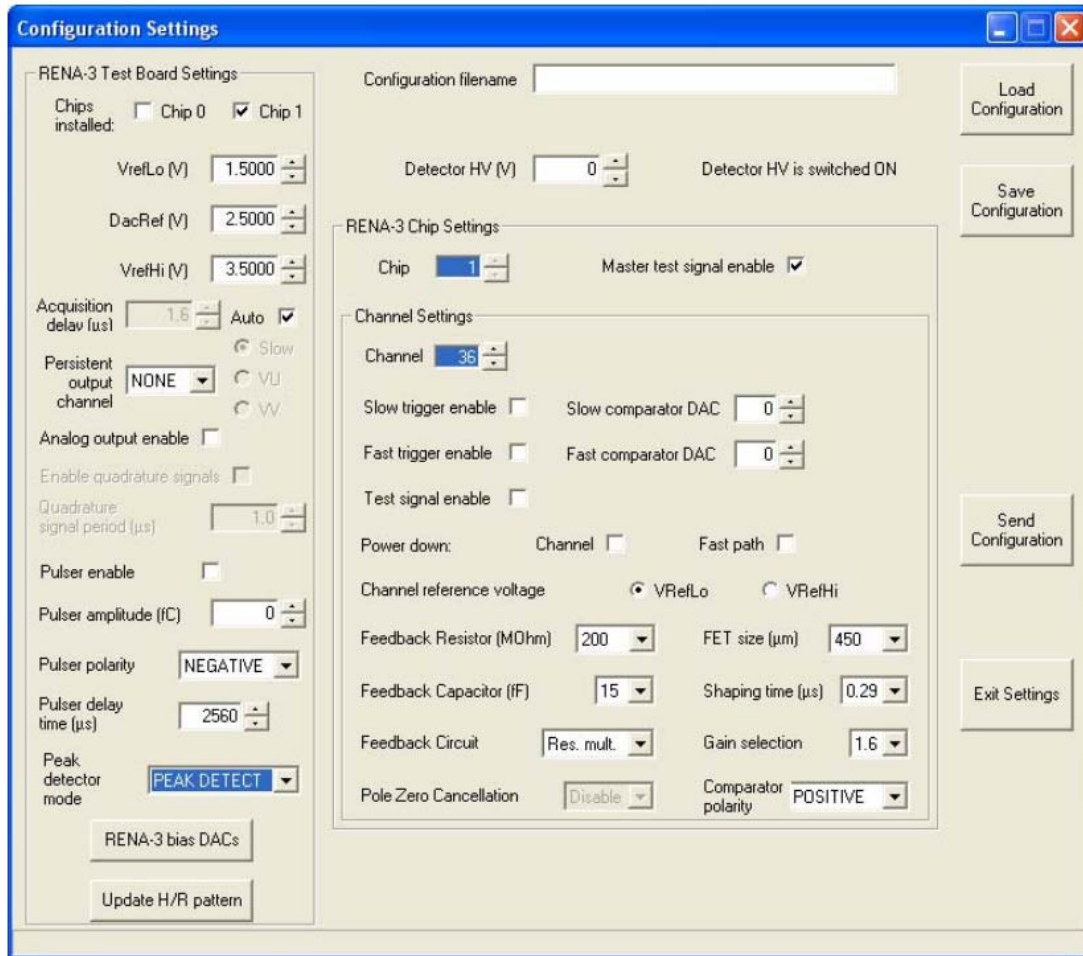 Configuration Settings
RENA-3 Test Board Settings
Chips installed: Chip 0 Chip 1
VrefLo (V) 1.5000
DacRef (V) 2.5000
VrefHi (V) 3.5000
Acquisition delay (µs) 1.6 Auto
Slow
Persistent output channel NONE VU
VV
Analog output enable
Enable quadrature signals
Quadrature signal period (µs) 1.0
Pulser enable
Pulser amplitude (fC) 0
Pulser polarity NEGATIVE
Pulser delay time (µs) 2560
Peak detector mode PEAK DETECT
RENA-3 bias DACs
Update H/R pattern
Configuration filename
Detector HV (V) 0 Detector HV is switched ON
RENA-3 Chip Settings
Chip 1 Master test signal enable
Channel Settings
Channel 36
Slow trigger enable Slow comparator DAC 0
Fast trigger enable Fast comparator DAC 0
Test signal enable
Power down: Channel Fast path
Channel reference voltage VRefLo VRefHi
Feedback Resistor (MOhm) 200 FET size (µm) 450
Feedback Capacitor (fF) 15 Shaping time (µs) 0.29
Feedback Circuit Res. mult. Gain selection 1.6
Pole Zero Cancellation Disable Comparator polarity POSITIVE
Load Configuration
Save Configuration
Send Configuration
Exit Settings